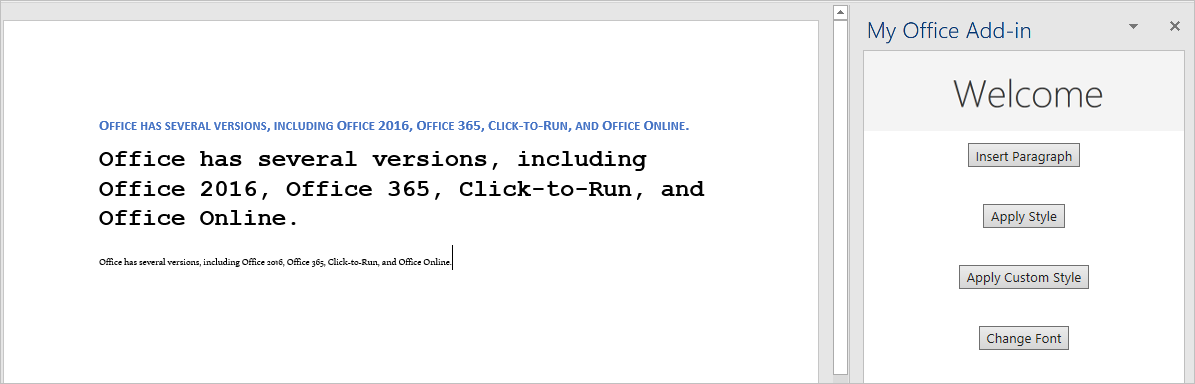 Office has several versions, including Office 2016, Office 365, Click-to-Run, and Office Online.
Office has several versions, including
Office 2016, Office 365, Click-to-Run, and
Office Online.
Office has several versions, including Office 2016, Office 365, Click-to-Run, and Office Online.
My Office Add-in
Welcome
Insert Paragraph
Apply Style
Apply Custom Style
Change Font